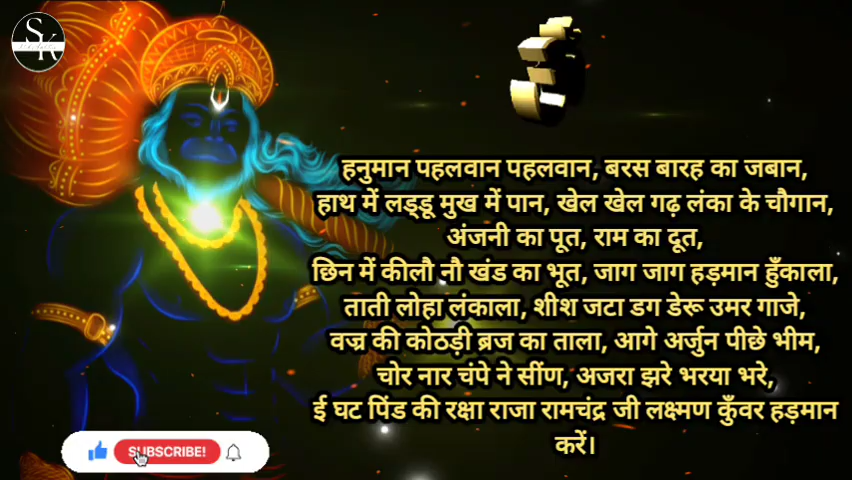 SK
हनुमान पहलवान पहलवान, बरस बारह का जबान,
हाथ में लड्डू मुख में पान, खेल खेल गढ़ लंका के चौगान,
अंजनी का पूत, राम का दूत,
छिन में कीलौ नौ खंड का भूत, जाग जाग हड़मान हुँकाला,
ताती लोहा लंकाला, शीश जटा डग डेरू उमर गाजे,
वज्र की कोठड़ी ब्रज का ताला, आगे अर्जुन पीछे भीम,
चोर नार चंपे ने सींण, अजरा झरे भरया भरे,
ई घट पिंड की रक्षा राजा रामचंद्र जी लक्ष्मण कुँवर हड़मान
करें।
SUBSCRIBE!